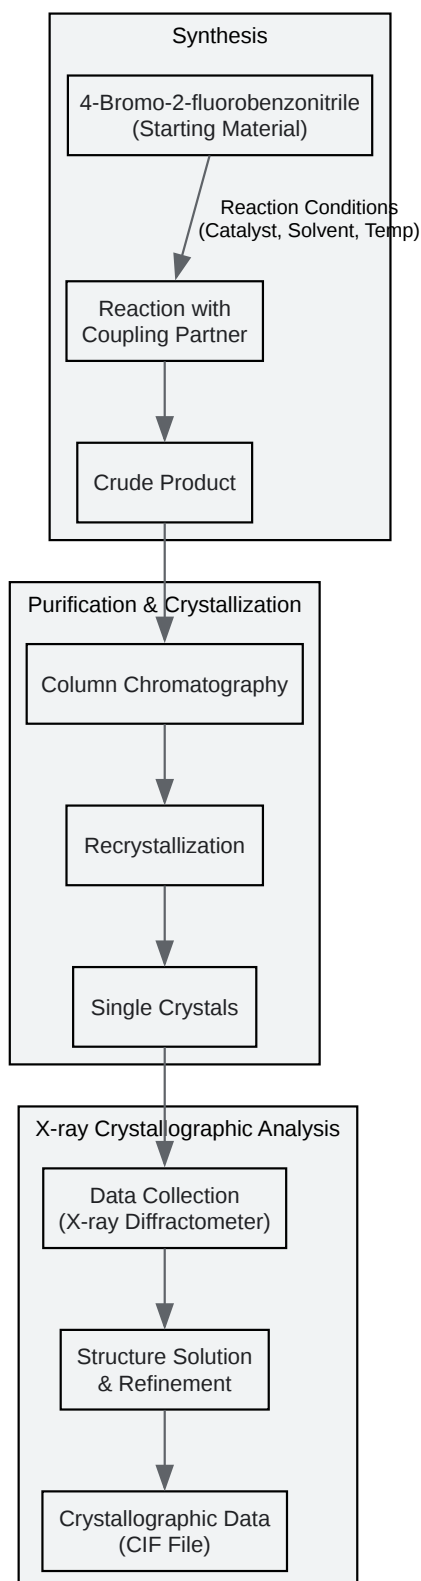 Synthesis
4-Bromo-2-fluorobenzonitrile
(Starting Material)
Reaction Conditions
(Catalyst, Solvent, Temp)
Reaction with
Coupling Partner
Crude Product
Purification & Crystallization
Column Chromatography
Recrystallization
Single Crystals
X-ray Crystallographic Analysis
Data Collection
(X-ray Diffractometer)
Structure Solution
& Refinement
Crystallographic Data
(CIF File)